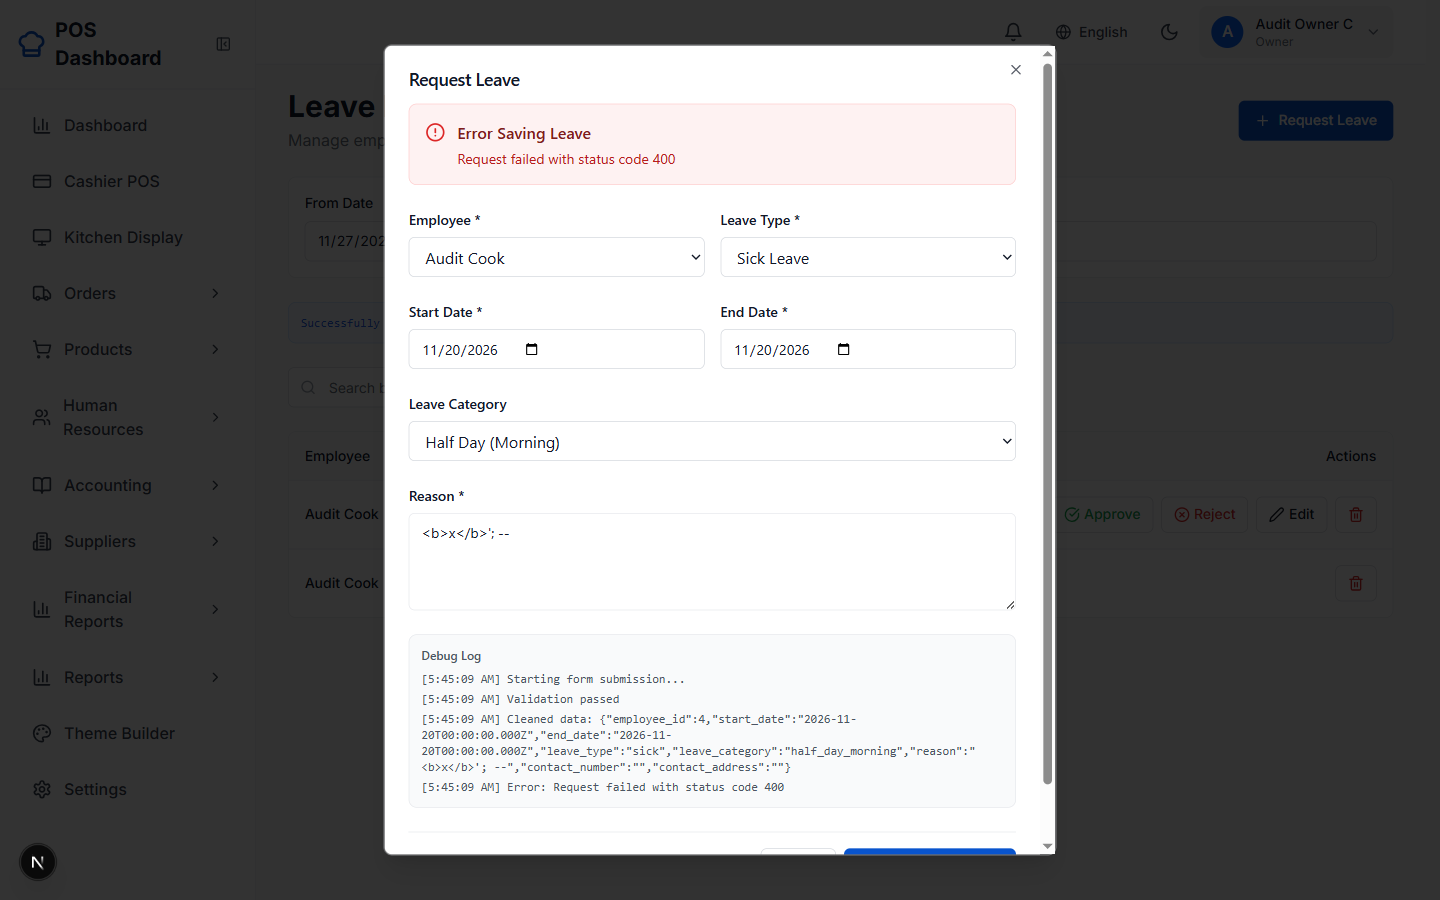 POS
Dashboard
English
A
Audit Owner C
Owner
Dashboard
Cashier POS
Kitchen Display
Orders
Products
Human
Resources
Accounting
Suppliers
Financial
Reports
Reports
Theme Builder
Settings
N
Leave
Manage
Request Leave
From Date
11/27/202
Successfully
Search
Employee
Actions
Audit Cook
Approve
Reject
Edit
Audit Cook
Request Leave
Error Saving Leave
Request failed with status code 400
Employee *
Leave Type *
Audit Cook
Sick Leave
Start Date *
End Date *
11/20/2026
11/20/2026
Leave Category
Half Day (Morning)
Reason *
<b>x</b>'; --
Debug Log
[5:45:09 AM] Starting form submission...
[5:45:09 AM] Validation passed
[5:45:09 AM] Cleaned data: {"employee_id":4,"start_date":"2026-11-
20T00:00:00.000Z","end_date":"2026-11-
20T00:00:00.000Z","leave_type":"sick","leave_category":"half_day_morning","reason":"
<b>x</b>'; --","contact_number":"","contact_address":""}
[5:45:09 AM] Error: Request failed with status code 400